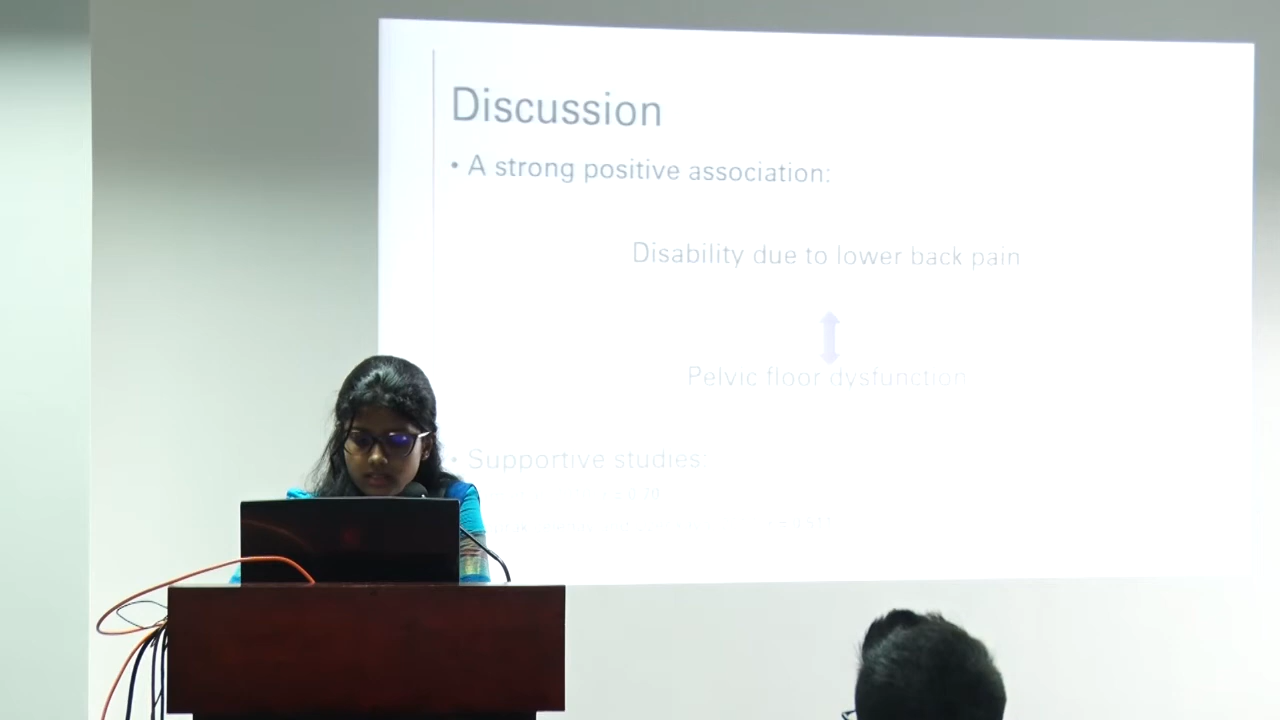 Discussion
• A strong positive association:
Disability due to lower back pain
Pelvic floor dysfunction
• Supportive studies: